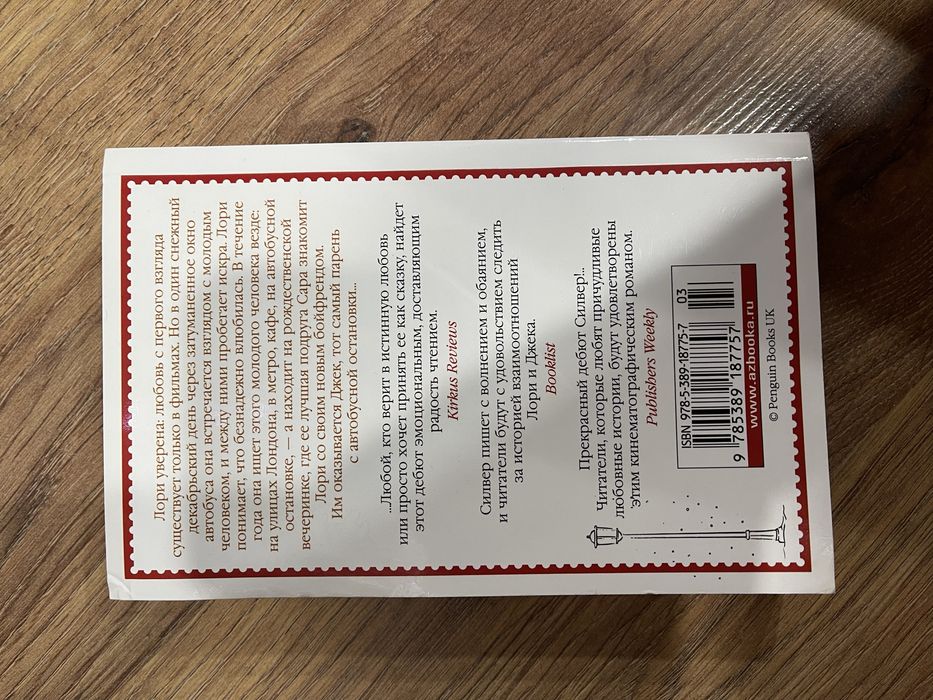 Лори уверена: любовь с первого взгляда
существует только в фильмах. Но в один снежный
декабрьский день через затуманенное окно
автобуса она встречается взглядом с молодым
человеком, и между ними пробегает искра. Лори
понимает, что безнадежно влюбилась. В течение
года она ищет этого молодого человека везде:
на улицах Лондона, в метро, кафе, на автобусной
остановке, — а находит на рождественской
вечеринке, где ее лучшая подруга Сара знакомит
Лори со своим новым бойфрендом.
Им оказывается Джек, тот самый парень
с автобусной остановки...
...Любой, кто верит в истинную любовь
или просто хочет принять ее как сказку, найдет
этот дебют эмоциональным, доставляющим
радость чтением.
Kirkus Reviews
Силвер пишет с волнением и обаянием,
и читатели будут с удовольствием следить
за историей взаимоотношений
Лори и Джека.
Booklist
Прекрасный дебют Силвер!..
Читатели, которые любят причудливые
любовные истории, будут удовлетворены
этим кинематографическим романом.
Publishers Weekly
ISBN 978-5-389-18775-7
03
9 785389 187757
www.azbooka.ru
© Penguin Books UK